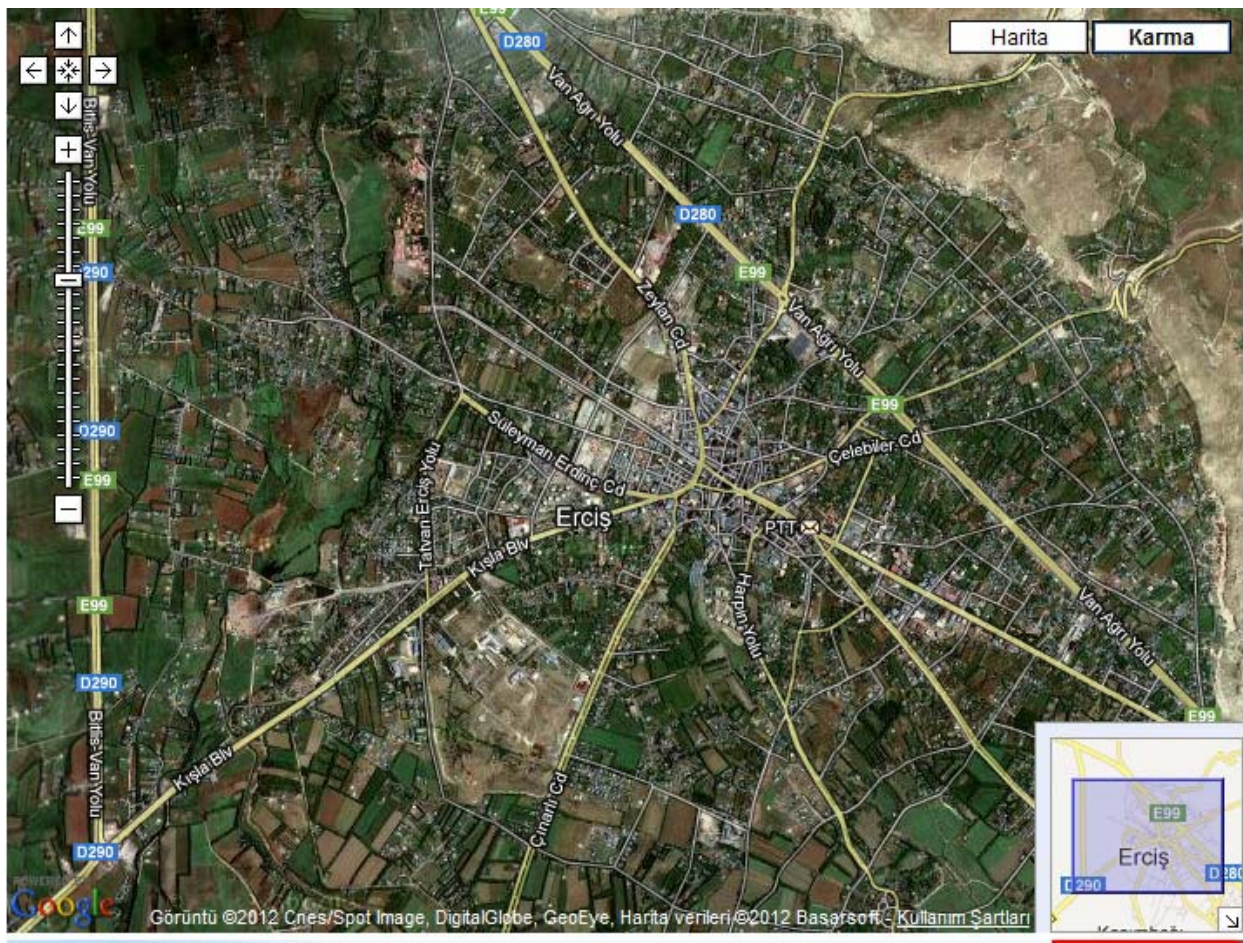 E99
D280
Harita
Karma
Van Ağrı Yolu
Bitlis-Van Yolu
D280
E99
E99
D290
Zeylan Cd
Van Ağrı Yolu
E99
D290
Süleyman Erdinç Cd
Çelebiler Cd
E99
Tatvan Erciş Yolu
Erciş
PTT
Kışla Blv
Harpin Yolu
E99
Van Ağrı Yolu
D290
E99
Bitlis-Van Yolu
Kışla Blv
Çınarlı Cd
D290
E99
Erciş
D290
D280
POWERED BY
Google
Görüntü ©2012 Cnes/Spot Image, DigitalGlobe, GeoEye, Harita verileri ©2012 Basarsoft - Kullanım Şartları